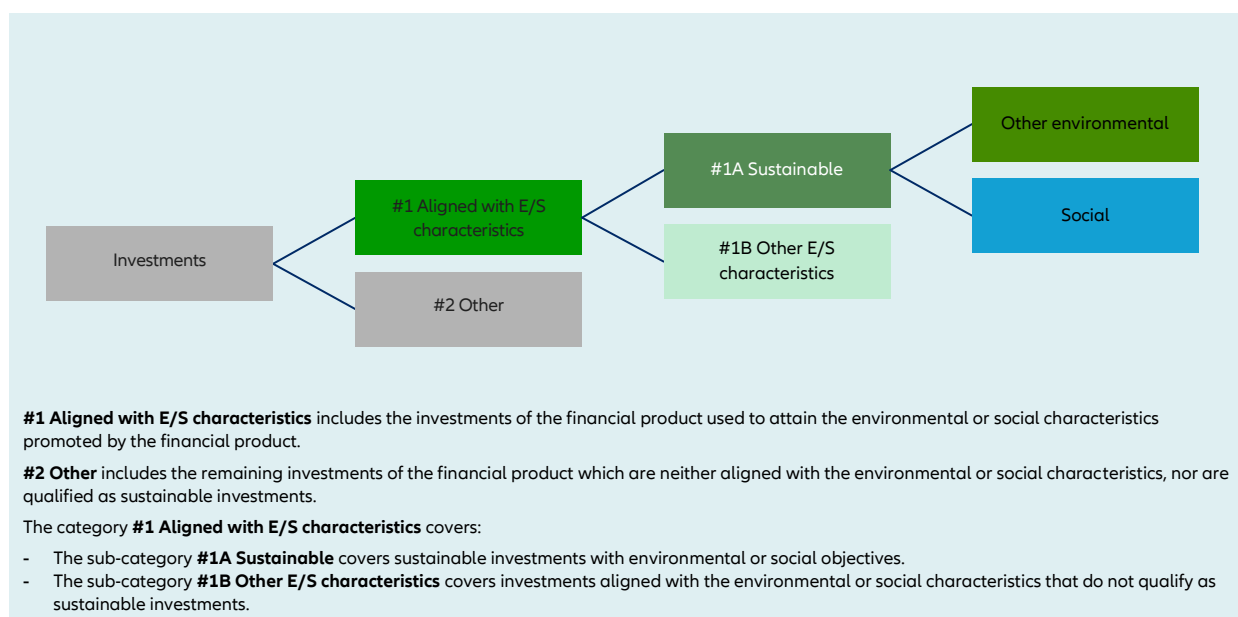 Other environmental
#1A Sustainable
#1 Aligned with E/S
characteristics
Social
Investments
#1B Other E/S
characteristics
#2 Other
#1 Aligned with E/S characteristics includes the investments of the financial product used to attain the environmental or social characteristics
promoted by the financial product.
#2 Other includes the remaining investments of the financial product which are neither aligned with the environmental or social characteristics, nor are
qualified as sustainable investments.
The category #1 Aligned with E/S characteristics covers:
- The sub-category #1A Sustainable covers sustainable investments with environmental or social objectives.
- The sub-category #1B Other E/S characteristics covers investments aligned with the environmental or social characteristics that do not qualify as
sustainable investments.